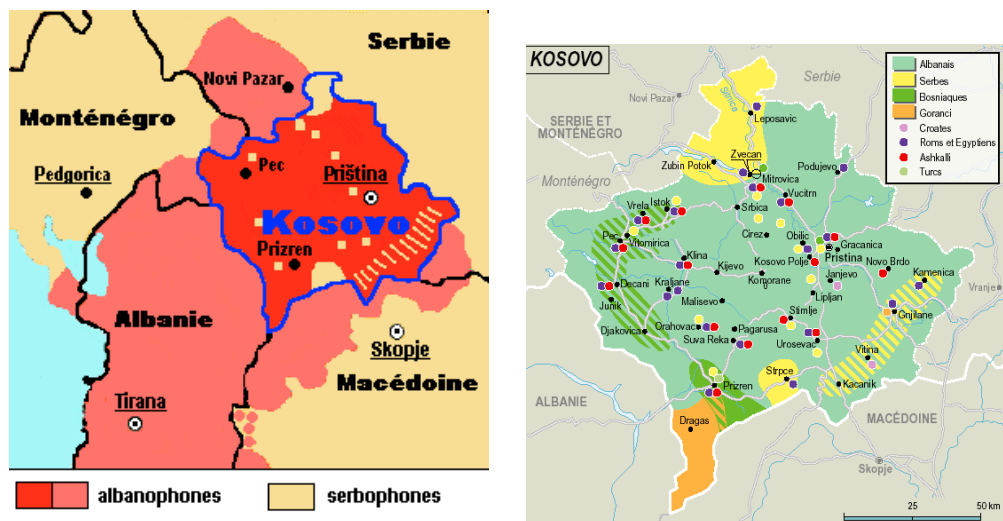 Serbie
Novi Pazar
Monténégro
Pec
Priština
Pedgorica
Kosovo
Prizren
Albanie
Skopje
Macédoine
Tirana
albanophones
serbophones
KOSOVO
Albanais
Serbes
Bosniaques
Goranci
Croates
Roms et Egyptiens
Ashkalli
Turcs
Serbie
Novi Pazar
Leposavic
SERBIE ET
MONTÉNÉGRO
Zvecan
Zubin Potok
Podujevo
Mitrovica
Monténégro
Vucitrn
Istok
Srbica
Vrela
Cirez
Obilic
Pec
Vitomirica
Gracanica
Klina
Kosovo Polje
Pristina
Kijevo
Novo Brdo
Komorane
Janjevo
Kamenica
Decani
Kraljane
Lipljan
Vranje
Junik
Malisevo
Gnjilane
Stimlje
Djakovica
Orahovac
Pagarusa
Suva Reka
Urosevac
Vitina
Strpce
Prizren
Kacanik
ALBANIE
MACÉDOINE
Dragas
Skopje
25
50 km